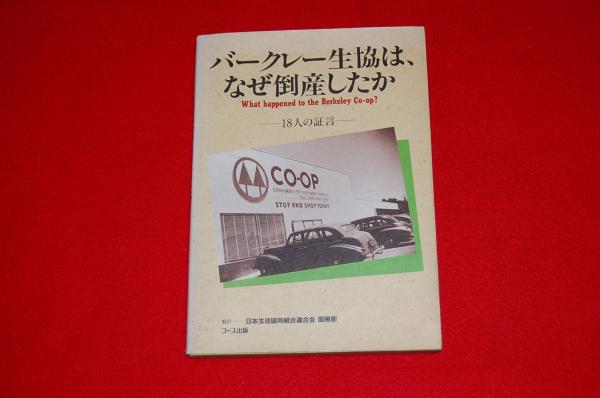 バークレー生協は、
なぜ倒産したか
What happened to the Berkeley Co-op?
—18人の証言—
CO-OP
STOP AND SHOP TODAY
翻訳——日本生活協同組合連合会 国際部
コープ出版